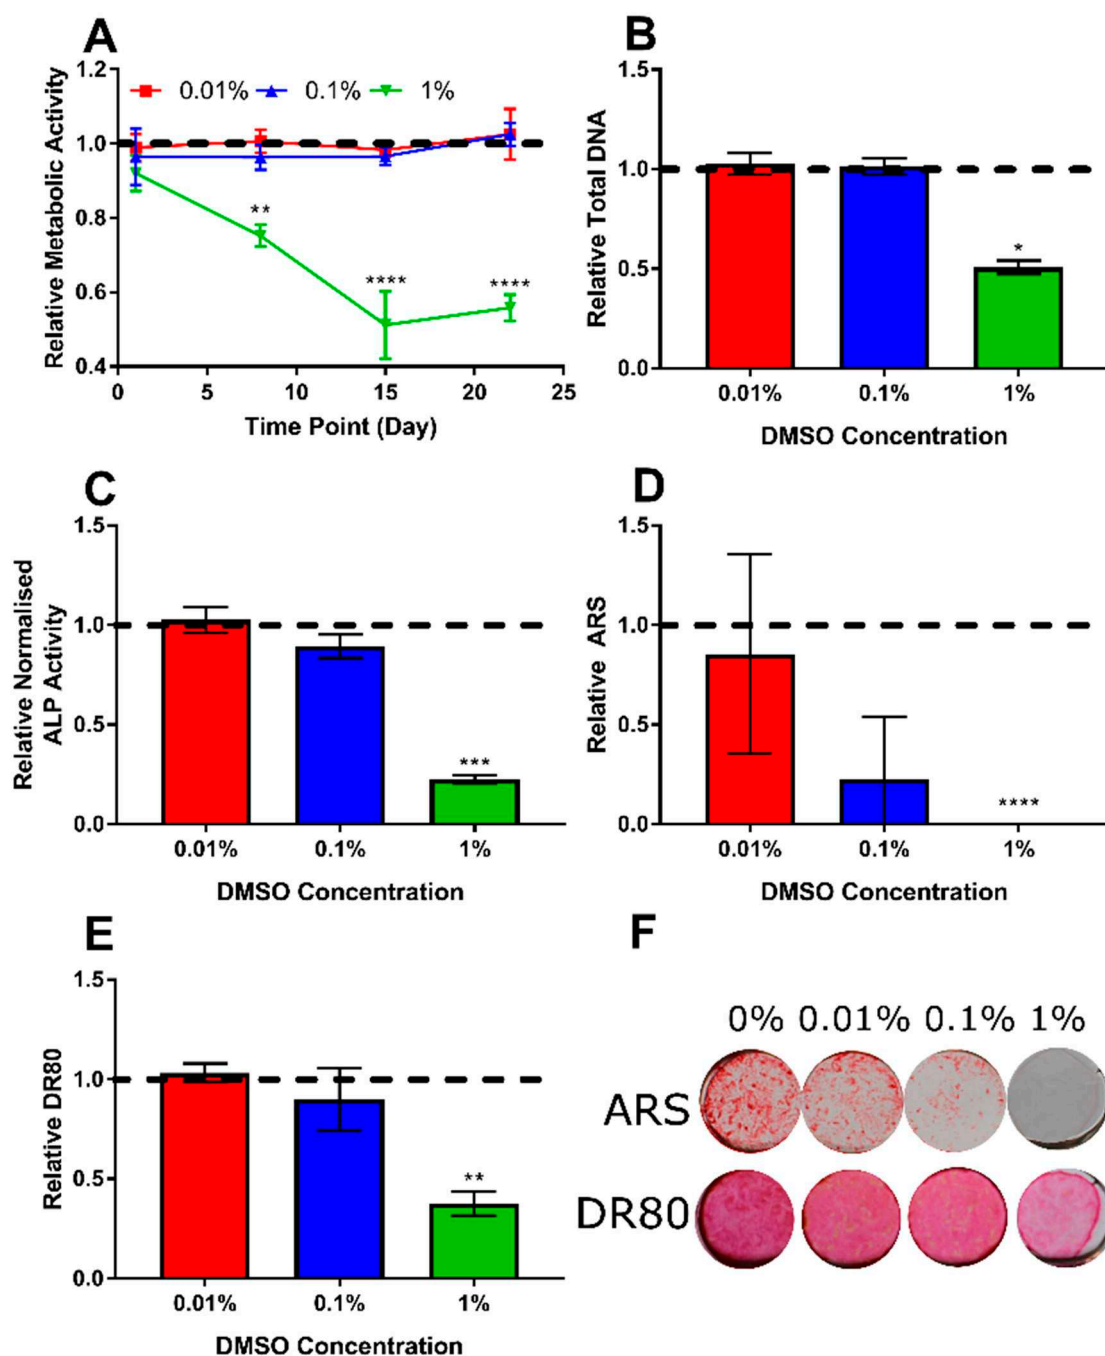 A
Relative Metabolic Activity
0.01% 0.1% 1%
1.2
1.0
0.8
0.6
0.4
**
****
****
0 5 10 15 20 25
Time Point (Day)
B
Relative Total DNA
1.5
1.0
0.5
0.0
*
0.01% 0.1% 1%
DMSO Concentration
C
Relative Normalised
ALP Activity
1.5
1.0
0.5
0.0
***
0.01% 0.1% 1%
DMSO Concentration
D
Relative ARS
1.5
1.0
0.5
0.0
****
0.01% 0.1% 1%
DMSO Concentration
E
Relative DR80
1.5
1.0
0.5
0.0
**
0.01% 0.1% 1%
DMSO Concentration
F
0% 0.01% 0.1% 1%
ARS
DR80